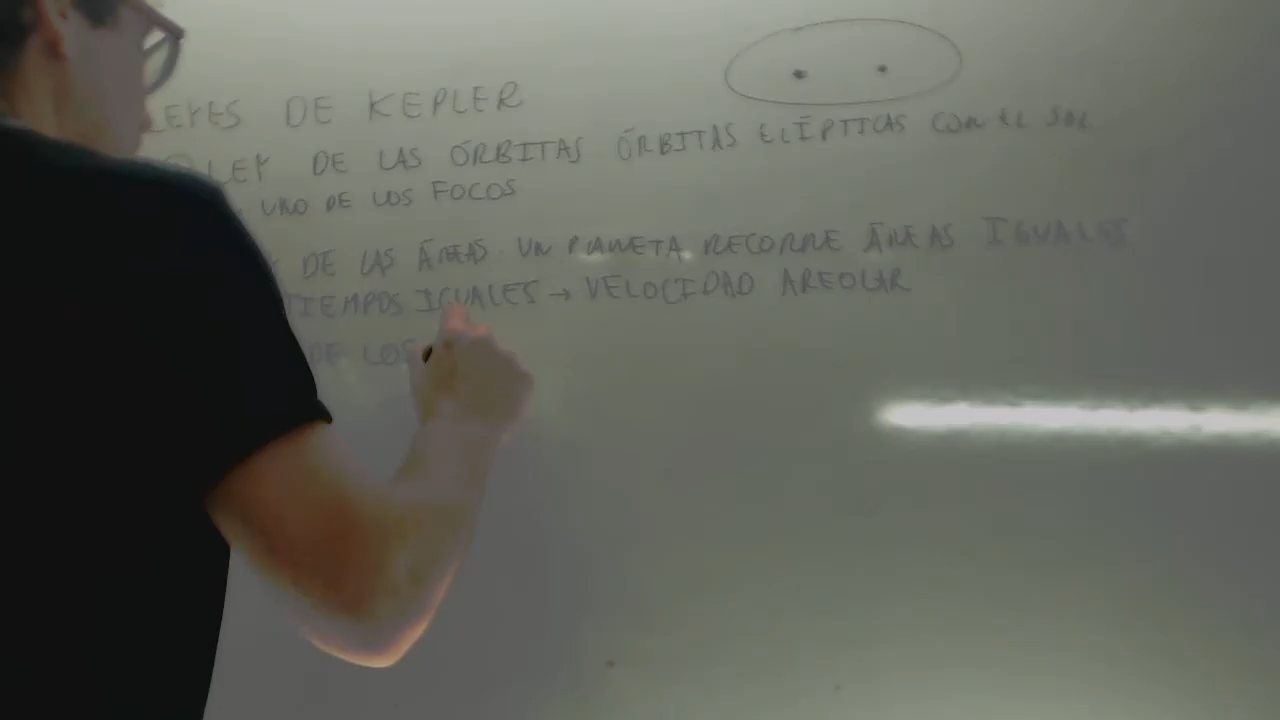 LEYES DE KEPLER
LEY DE LAS ÓRBITAS ÓRBITAS ELÍPTICAS CON EL SOL
UNO DE LOS FOCOS
DE LAS ÁREAS. UN PLANETA RECORRE ÁREAS IGUALES
TIEMPOS IGUALES → VELOCIDAD AREOLAR
DE LOS